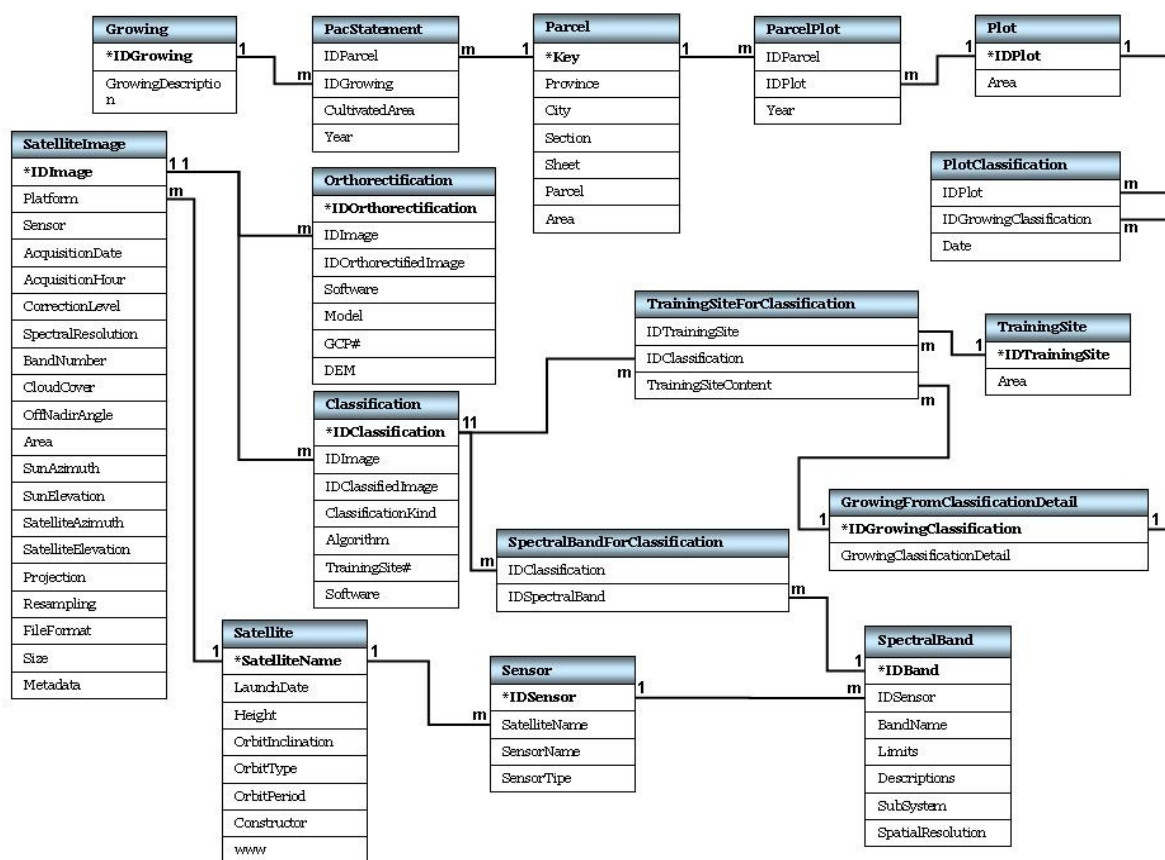 Growing
*IDGrowing
GrowingDescriptio
n
1
m
PacStatement
IDParcel
IDGrowing
CultivatedArea
Year
m
1
Parcel
*Key
Province
City
Section
Sheet
Parcel
Area
1
m
ParcelPlot
IDParcel
IDPlot
Year
m
1
Plot
*IDPlot
Area
1
SatelliteImage
*IDImage
Platform
Sensor
AcquisitionDate
AcquisitionHour
CorrectionLevel
SpectralResolution
BandNumber
CloudCover
OffNadirAngle
Area
SunAzimuth
SunElevation
SatelliteAzimuth
SatelliteElevation
Projection
Resampling
FileFormat
Size
Metadata
1 1
m
m
Orthorectification
*IDOrthorectification
IDImage
IDOrthorectifiedImage
Software
Model
GCP#
DEM
PlotClassification
IDPlot
IDGrowingClassification
Date
m
m
TrainingSiteForClassification
IDTrainingSite
IDClassification
TrainingSiteContent
m
m
m
1
TrainingSite
*IDTrainingSite
Area
Classification
*IDClassification
IDImage
IDClassifiedImage
ClassificationKind
Algorithm
TrainingSite#
Software
11
m
GrowingFromClassificationDetail
*IDGrowingClassification
GrowingClassificationDetail
1
1
SpectralBandForClassification
IDClassification
IDSpectralBand
m
m
Satellite
*SatelliteName
LaunchDate
Height
OrbitInclination
OrbitType
OrbitPeriod
Constructor
www
1
1
m
Sensor
*IDSensor
SatelliteName
SensorName
SensorTipe
1
1
m
SpectralBand
*IDBand
IDSensor
BandName
Limits
Descriptions
SubSystem
SpatialResolution